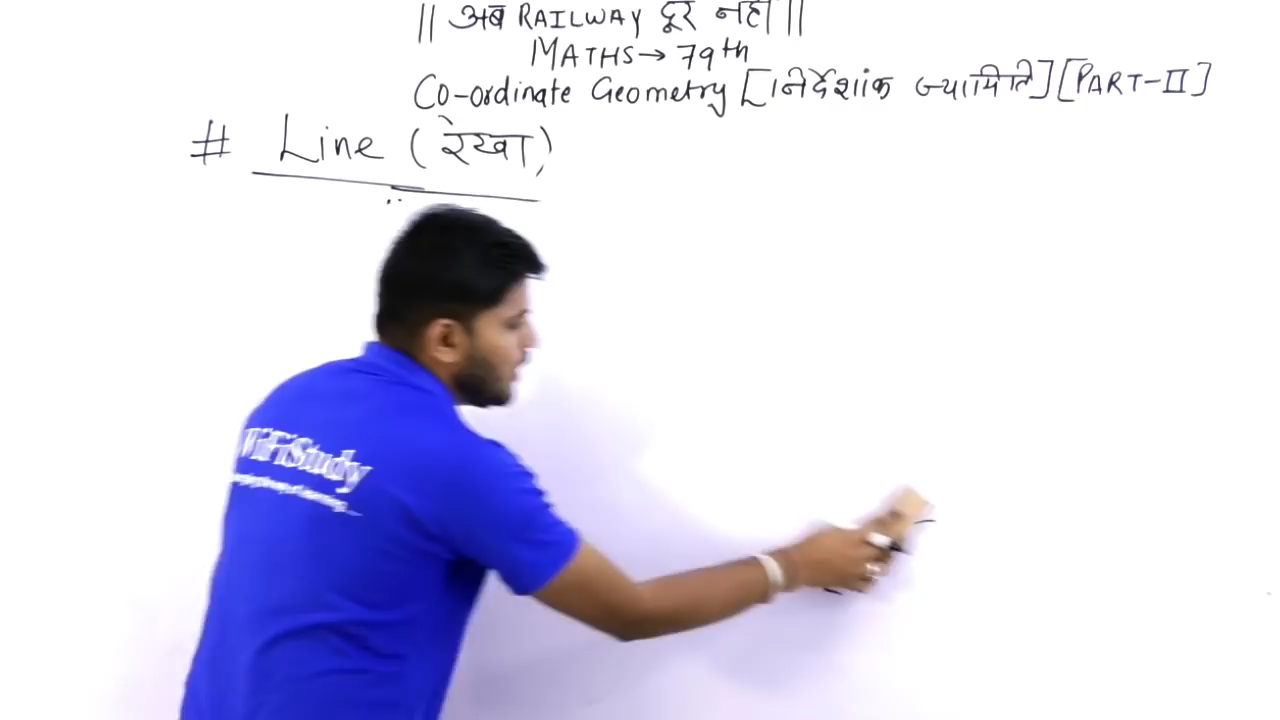 || अब RAILWAY दूर नहीं ||
MATHS→ 79th
Co-ordinate Geometry [निर्देशांक ज्यामिति] [PART-II]
# Line (रेखा)
WiFiStudy